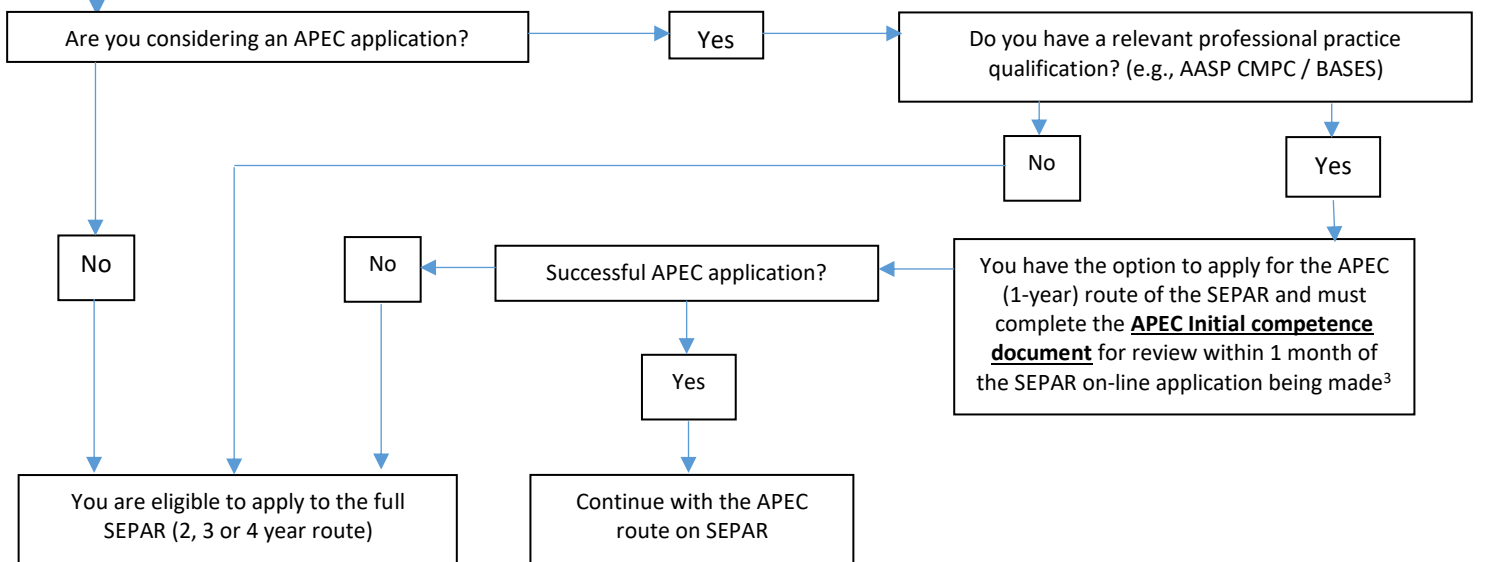 Are you considering an APEC application?
Yes
Do you have a relevant professional practice
qualification? (e.g., AASP CMPC / BASES)
No
Yes
No
No
Successful APEC application?
You have the option to apply for the APEC
(1-year) route of the SEPAR and must
complete the APEC Initial competence
document for review within 1 month of
the SEPAR on-line application being made³
Yes
You are eligible to apply to the full
SEPAR (2, 3 or 4 year route)
Continue with the APEC
route on SEPAR